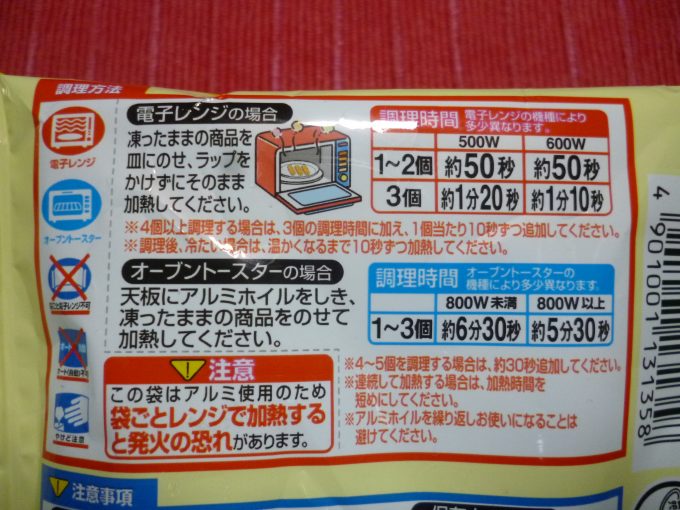 調理方法
電子レンジ
オーブントースター
やけど注意
電子レンジの場合
凍ったままの商品を
皿にのせ、ラップを
かけずにそのまま
加熱してください。
調理時間 電子レンジの機種により多少異なります。
500W 600W
1~2個 約50秒 約50秒
3個 約1分20秒 約1分10秒
※4個以上調理する場合は、3個の調理時間に加え、1個当たり10秒ずつ追加してください。
※調理後、冷たい場合は、温かくなるまで10秒ずつ加熱してください。
オーブントースターの場合
天板にアルミホイルをしき、
凍ったままの商品をのせて
加熱してください。
調理時間 オーブントースターの機種により多少異なります。
800W未満 800W以上
1~3個 約6分30秒 約5分30秒
※4~5個を調理する場合は、約30秒追加してください。
※連続して加熱する場合は、加熱時間を
短めにしてください。
※アルミホイルを繰り返しお使いになることは
避けてください。
注意
この袋はアルミ使用のため
袋ごとレンジで加熱する
と発火の恐れがあります。
注意事項
4 901001 131358